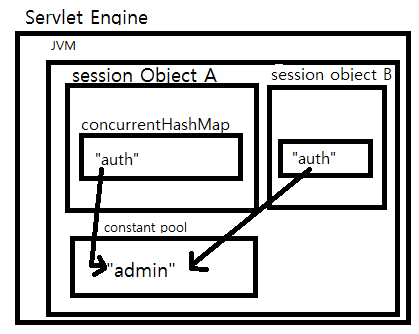 Servlet Engine
JVM
session Object A
session object B
concurrentHashMap
"auth"
"auth"
constant pool
"admin"